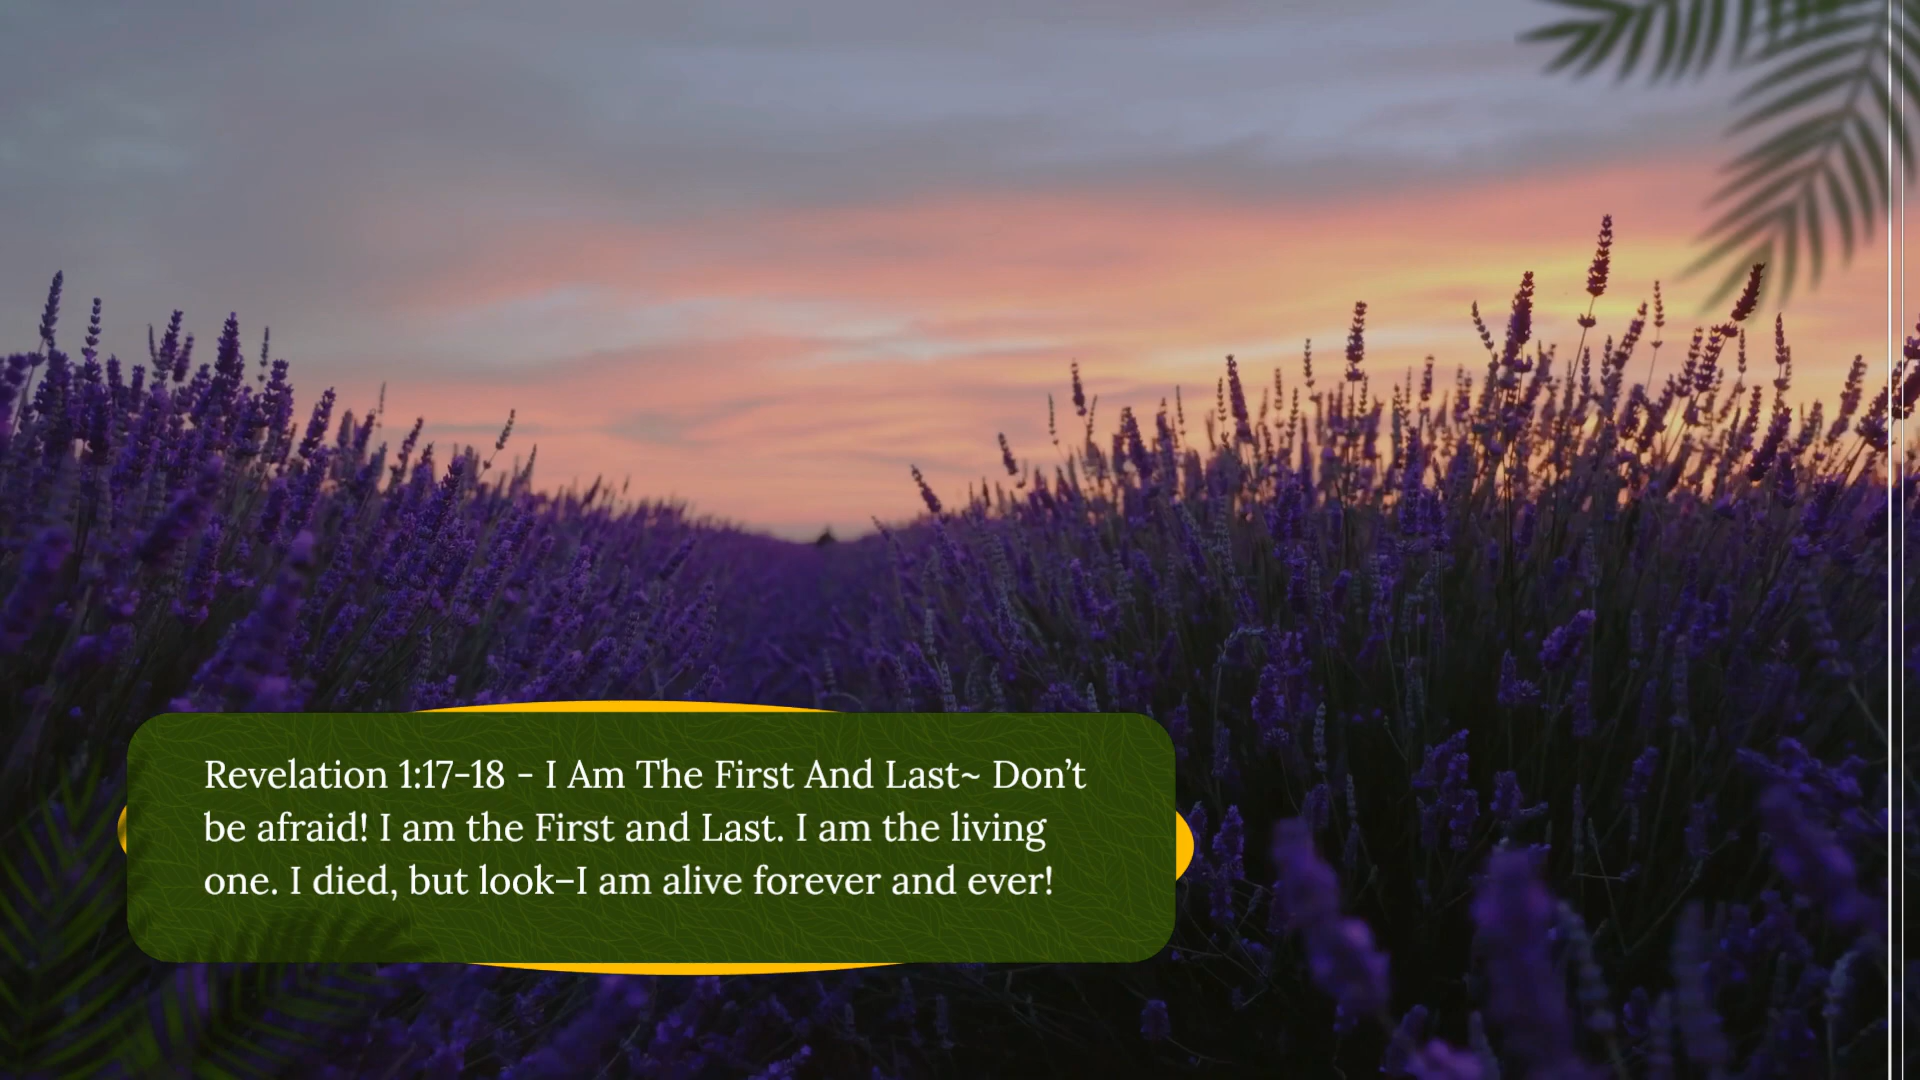 Revelation 1:17-18 - I Am The First And Last~ Don’t
be afraid! I am the First and Last. I am the living
one. I died, but look–I am alive forever and ever!